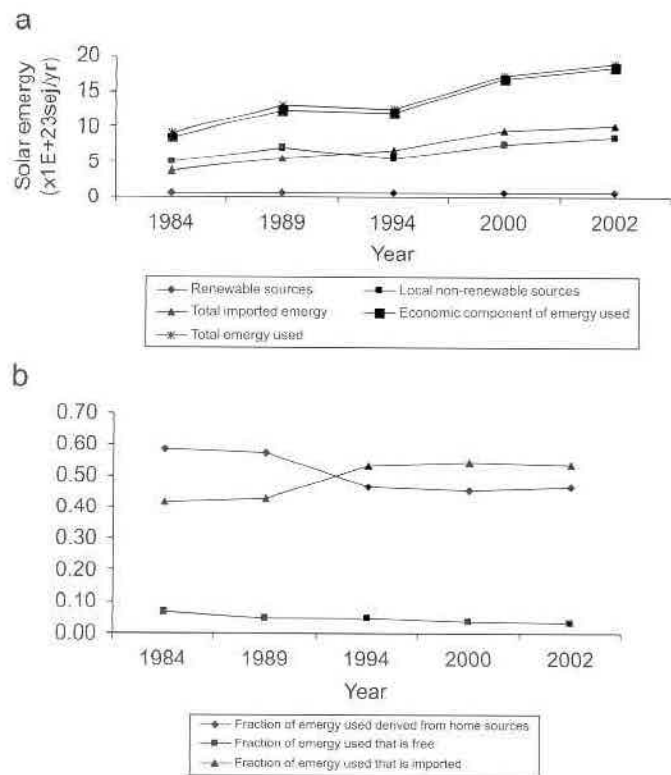 a
Solar emergy
(x1E+23sej/yr)
20
15
10
5
0
1984 1989 1994 2000 2002
Year
Renewable sources Local non-renewable sources
Total imported emergy Economic component of emergy used
Total emergy used
b
0.70
0.60
0.50
0.40
0.30
0.20
0.10
0.00
1984 1989 1994 2000 2002
Year
Fraction of emergy used derived from home sources
Fraction of emergy used that is free
Fraction of emergy used that is imported